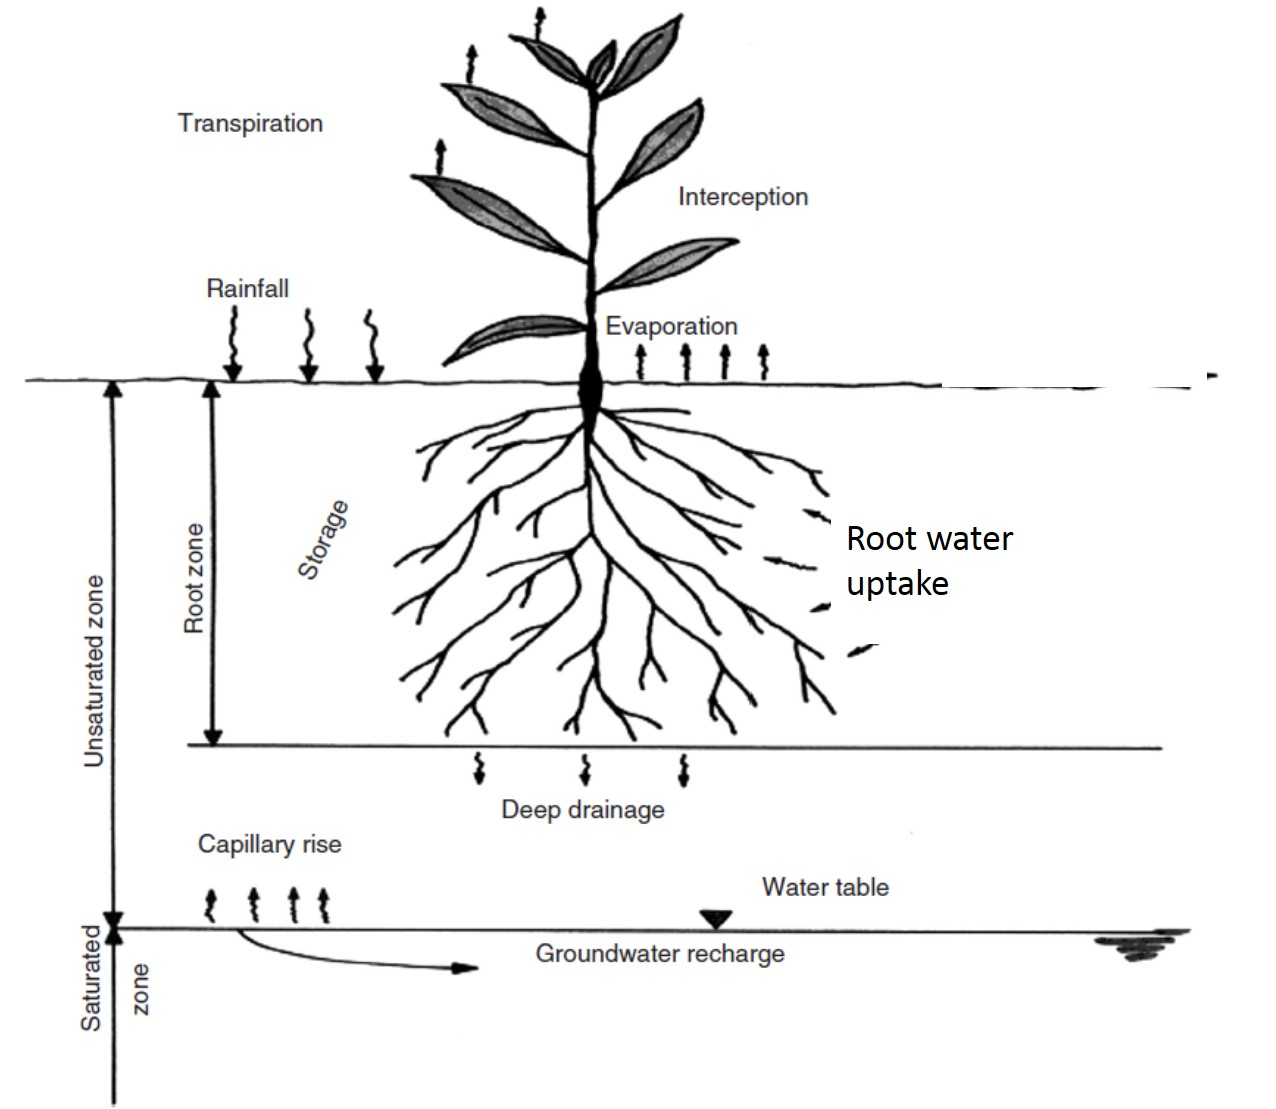 Transpiration
Interception
Rainfall
Evaporation
Storage
Root zone
Unsaturated zone
Root water
uptake
Deep drainage
Capillary rise
Water table
Groundwater recharge
Saturated
zone